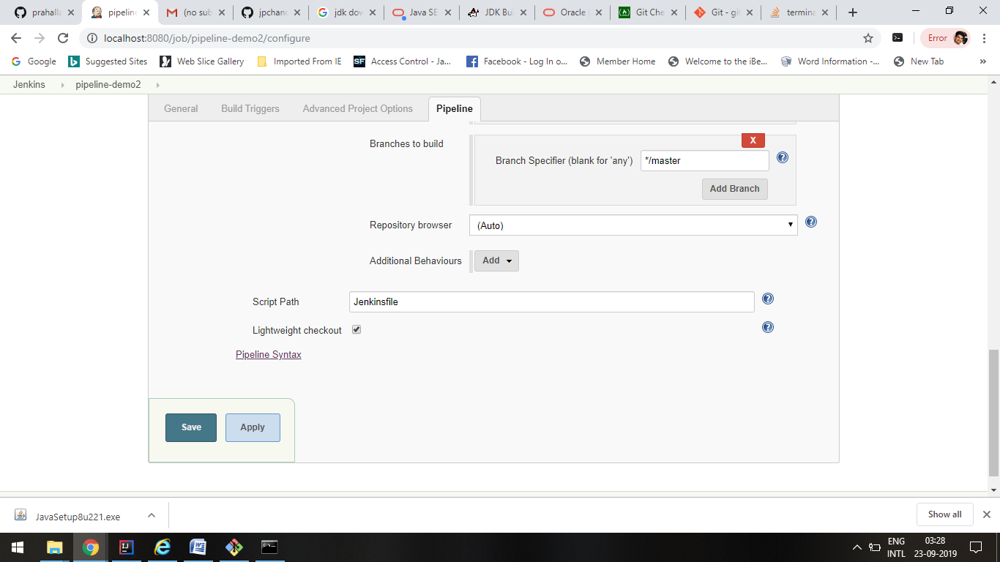 prahalla
pipeline
(no sub
jpchand
jdk dow
Java SE
JDK Bui
Oracle
Git Che
Git - git
termina
localhost:8080/job/pipeline-demo2/configure
Error
Google
Suggested Sites
Web Slice Gallery
Imported From IE
SF
Access Control - Ja...
Facebook - Log In o...
Member Home
Welcome to the iBe...
Word Information -...
New Tab
»
Jenkins
pipeline-demo2
General
Build Triggers
Advanced Project Options
Pipeline
Branches to build
X
Branch Specifier (blank for 'any')
*/master
Add Branch
Repository browser
(Auto)
Additional Behaviours
Add
Script Path
Jenkinsfile
Lightweight checkout
Pipeline Syntax
Save
Apply
JavaSetup8u221.exe
Show all
ENG
INTL
03:28
23-09-2019